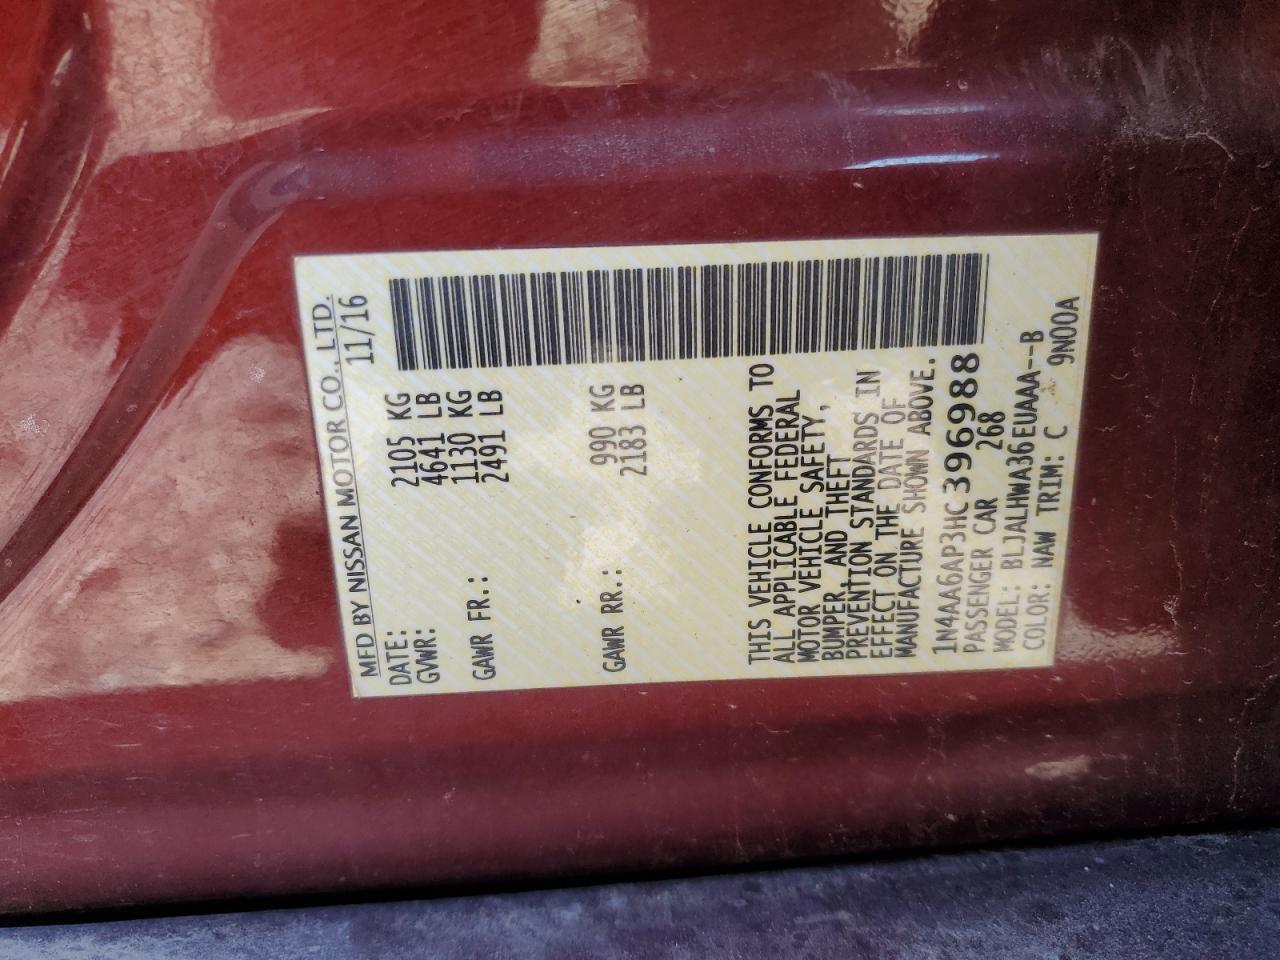 MFD BY NISSAN MOTOR CO., LTD.
DATE: 11/16
GVWR: 2105 KG
4641 LB
GAWR FR.: 1130 KG
2491 LB
GAWR RR.: 990 KG
2183 LB
THIS VEHICLE CONFORMS TO
ALL APPLICABLE FEDERAL
MOTOR VEHICLE SAFETY,
BUMPER, AND THEFT
PREVENTION STANDARDS IN
EFFECT ON THE DATE OF
MANUFACTURE SHOWN ABOVE.
1N4AA6AP3HC396988
PASSENGER CAR 268
MODEL: BLJALHWA36EUAAA--B
COLOR: NAW TRIM: C 9N00A